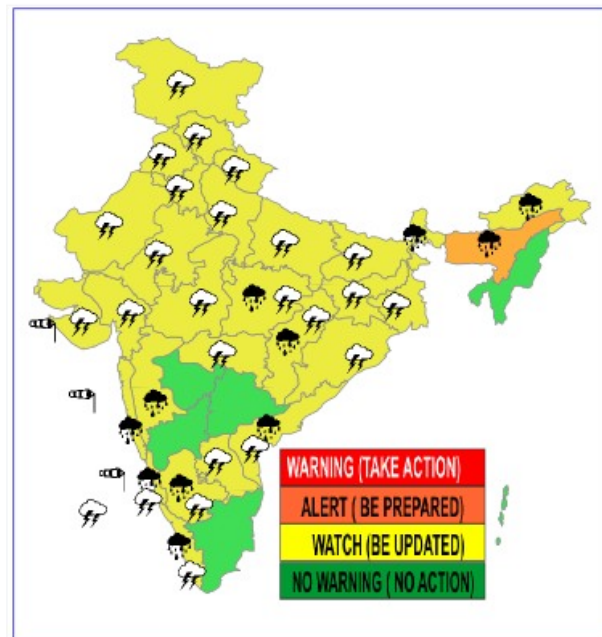 WARNING (TAKE ACTION)
ALERT ( BE PREPARED)
WATCH (BE UPDATED)
NO WARNING ( NO ACTION)